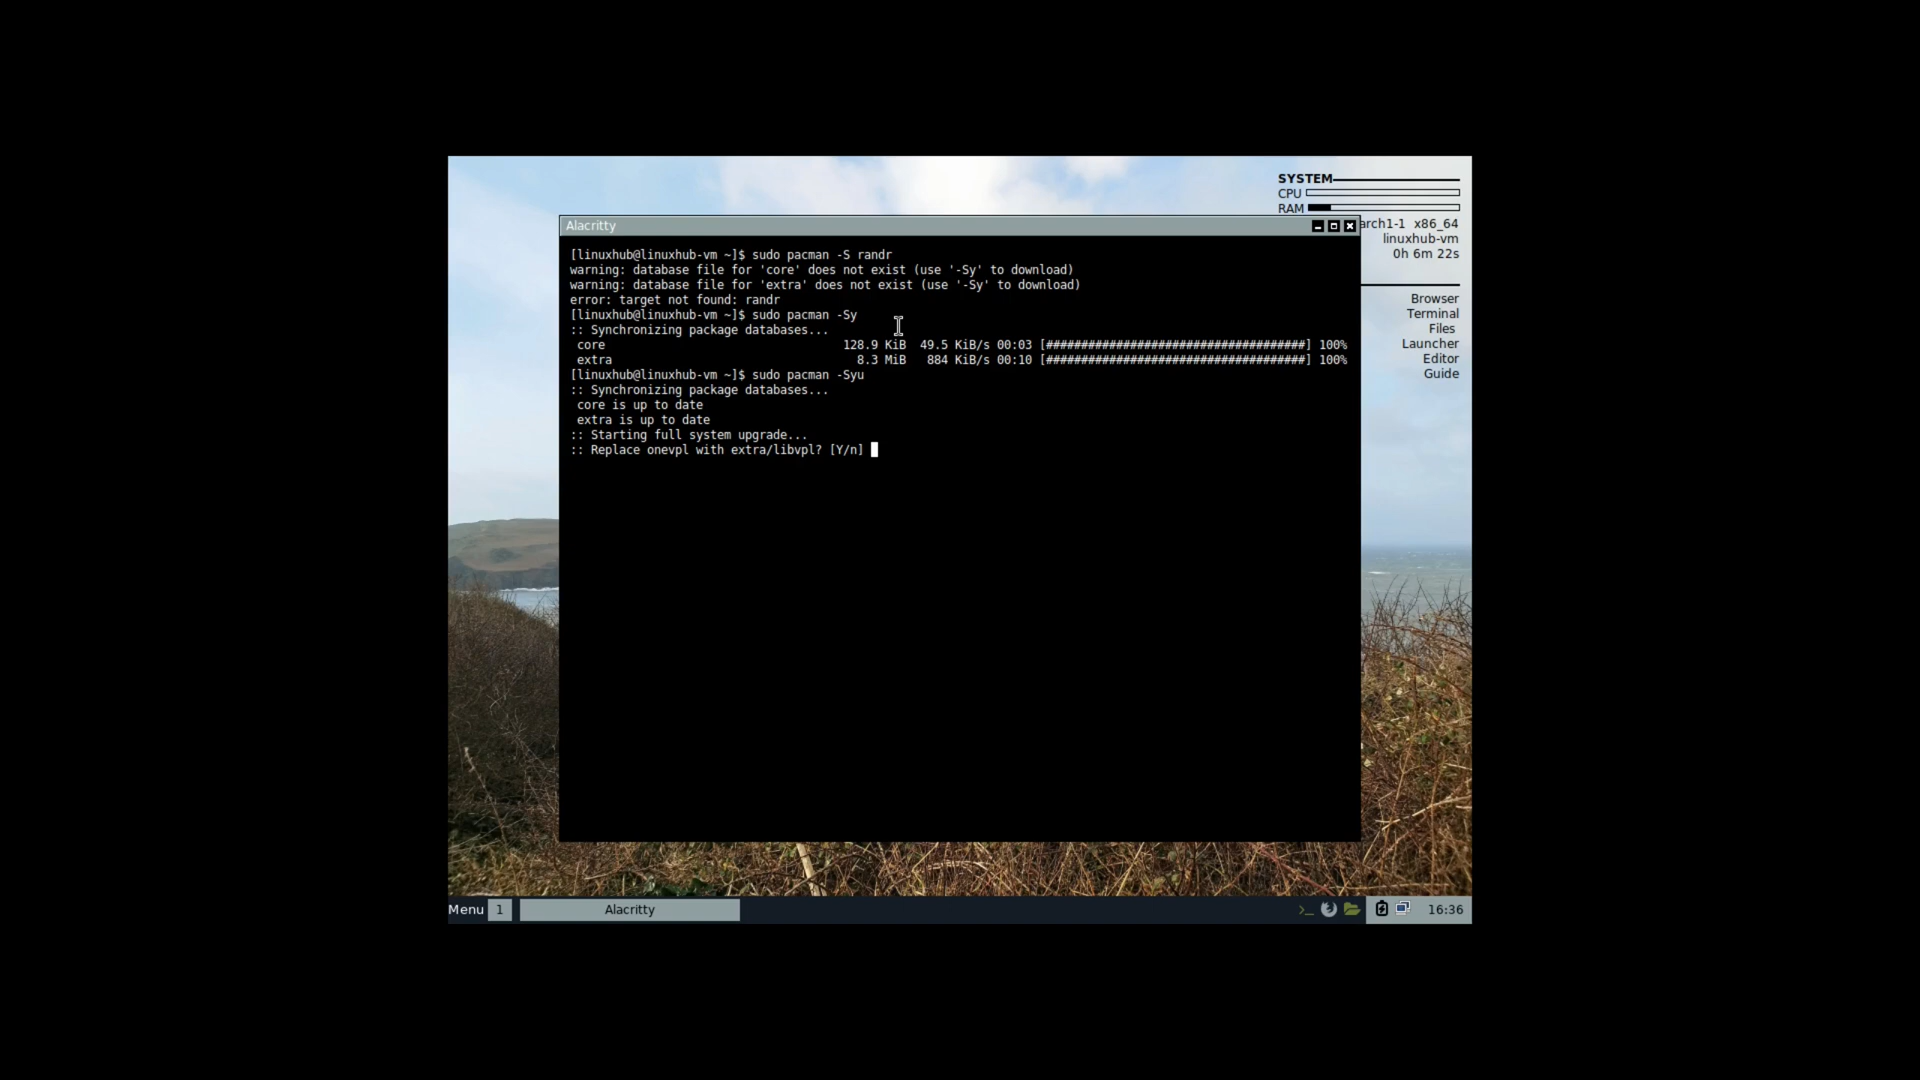 SYSTEM
CPU
RAM
Alacritty
arch1-1 x86_64
linuxhub-vm
0h 6m 22s
[linuxhub@linuxhub-vm ~]$ sudo pacman -S randr
warning: database file for 'core' does not exist (use '-Sy' to download)
warning: database file for 'extra' does not exist (use '-Sy' to download)
error: target not found: randr
[linuxhub@linuxhub-vm ~]$ sudo pacman -Sy
:: Synchronizing package databases...
core 128.9 KiB 49.5 KiB/s 00:03 [#####################################] 100%
extra 8.3 MiB 884 KiB/s 00:10 [#####################################] 100%
[linuxhub@linuxhub-vm ~]$ sudo pacman -Syu
:: Synchronizing package databases...
core is up to date
extra is up to date
:: Starting full system upgrade...
:: Replace onevpl with extra/libvpl? [Y/n]
Browser
Terminal
Files
Launcher
Editor
Guide
Menu 1 Alacritty >_ 16:36